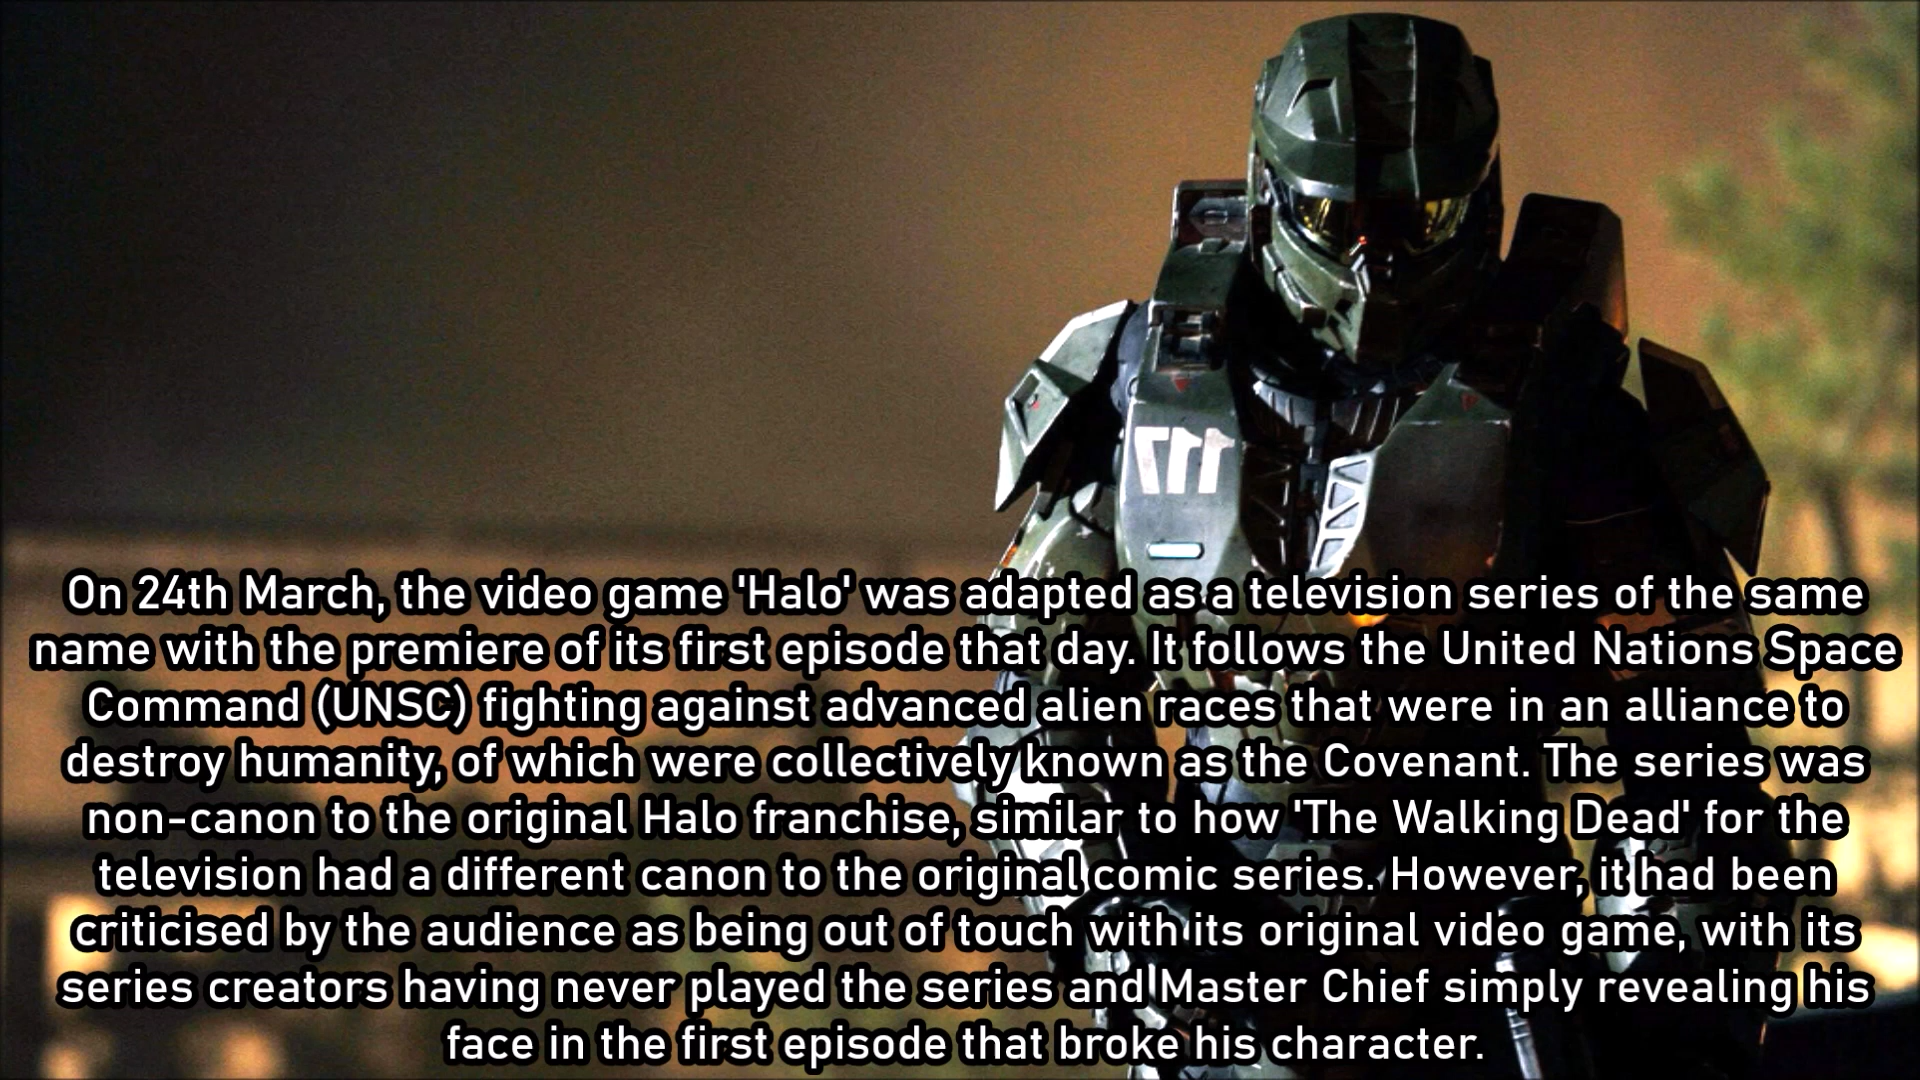 117
On 24th March, the video game 'Halo' was adapted as a television series of the same
name with the premiere of its first episode that day. It follows the United Nations Space
Command (UNSC) fighting against advanced alien races that were in an alliance to
destroy humanity, of which were collectively known as the Covenant. The series was
non-canon to the original Halo franchise, similar to how 'The Walking Dead' for the
television had a different canon to the original comic series. However, it had been
criticised by the audience as being out of touch with its original video game, with its
series creators having never played the series and Master Chief simply revealing his
face in the first episode that broke his character.